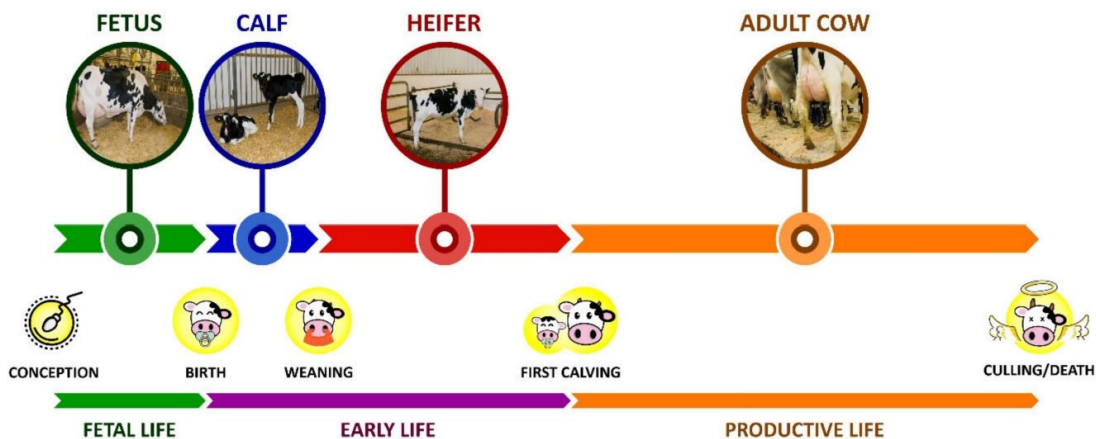 FETUS
CALF
HEIFER
ADULT COW
CONCEPTION
BIRTH
WEANING
FIRST CALVING
CULLING/DEATH
FETAL LIFE
EARLY LIFE
PRODUCTIVE LIFE